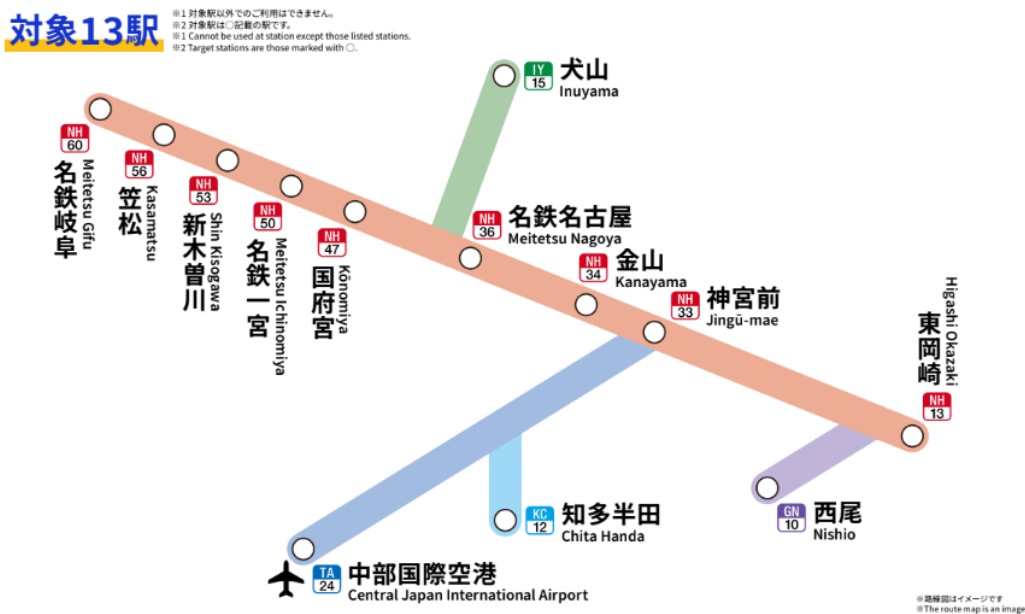 対象13駅
※1 対象駅以外でのご利用はできません。
※2 対象駅は○記載の駅です。
※1 Cannot be used at station except those listed stations.
※2 Target stations are those marked with ○.
IY
15
犬山
Inuyama
NH
60
名鉄岐阜
Meitetsu Gifu
NH
56
笠松
Kasamatsu
NH
53
新木曽川
Shin Kisogawa
NH
50
名鉄一宮
Meitetsu Ichinomiya
NH
47
国府宮
Kōnomiya
NH
36
名鉄名古屋
Meitetsu Nagoya
NH
34
金山
Kanayama
NH
33
神宮前
Jingū-mae
東岡崎
Higashi Okazaki
NH
13
GN
10
西尾
Nishio
KC
12
知多半田
Chita Handa
TA
24
中部国際空港
Central Japan International Airport
※路線図はイメージです
※The route map is an image